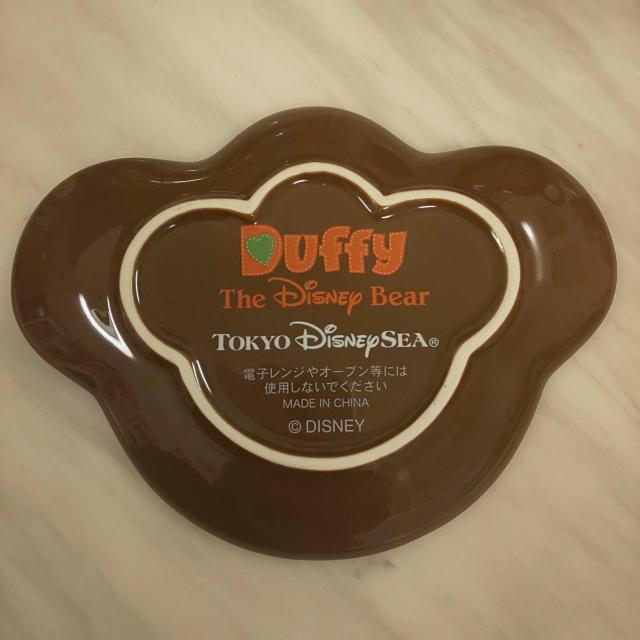 Duffy
The Disney Bear
TOKYO DisneySEA®
電子レンジやオーブン等には
使用しないでください
MADE IN CHINA
© DISNEY